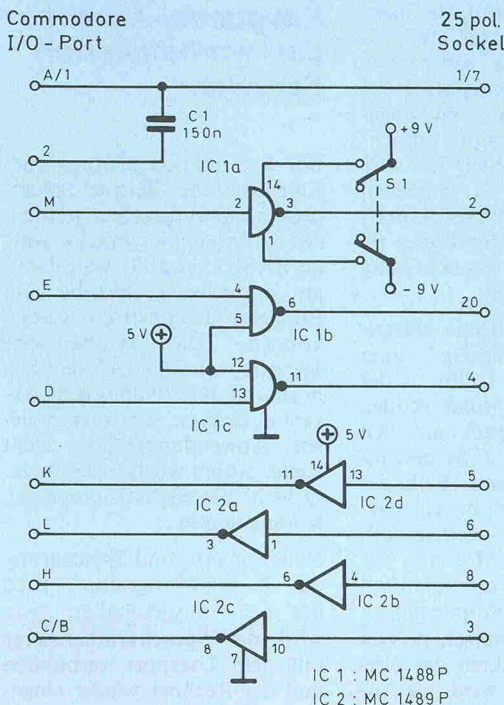 Commodore 25 pol.
I/O - Port Sockel
A/1 1/7
C 1
150n
+9 V
2 IC 1a
14 S 1
M 2 3 2
1
- 9 V
E 4 6 20
5 IC 1b
5 V
12
13 11 4
D
IC 1c
5 V
K 11 14 13 5
IC 2a IC 2d
L 3 1 6
H 6 4 8
IC 2c IC 2b
C/B 8 7 10 3
IC 1 : MC 1488 P
IC 2 : MC 1489 P